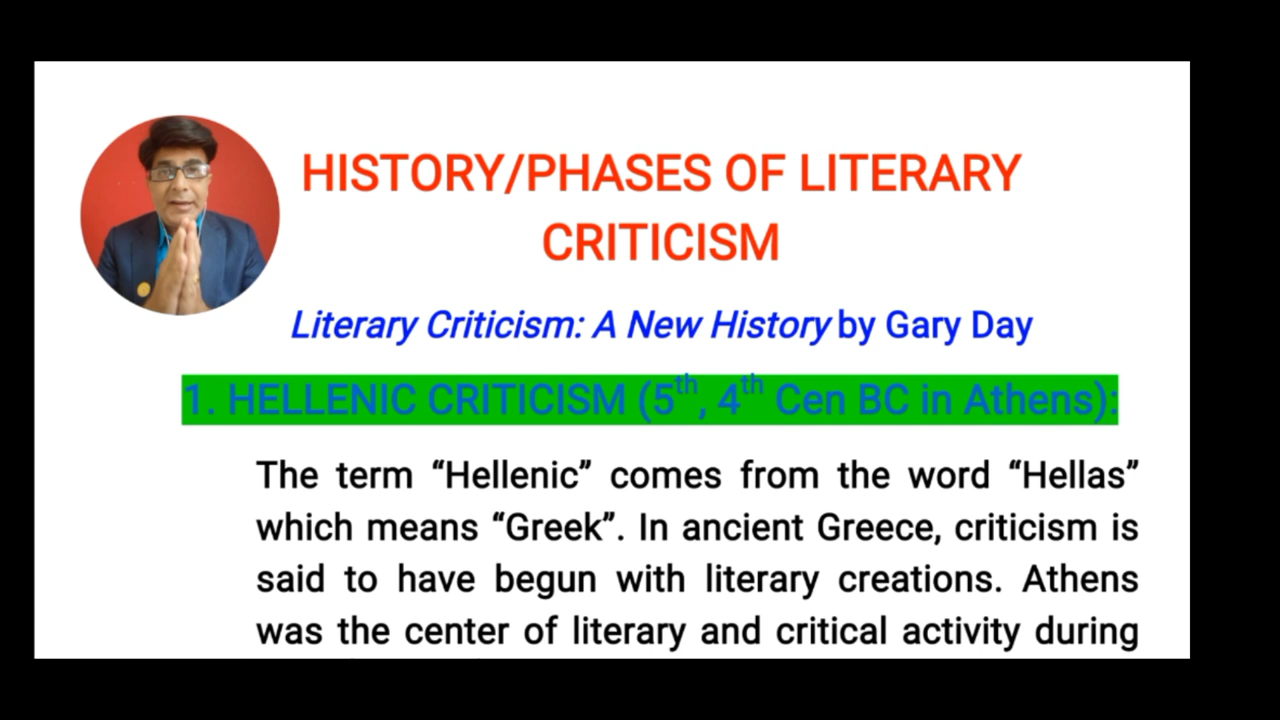 HISTORY/PHASES OF LITERARY
CRITICISM
Literary Criticism: A New History by Gary Day
1. HELLENIC CRITICISM (5th, 4th Cen BC in Athens):
The term “Hellenic” comes from the word “Hellas”
which means “Greek”. In ancient Greece, criticism is
said to have begun with literary creations. Athens
was the center of literary and critical activity during